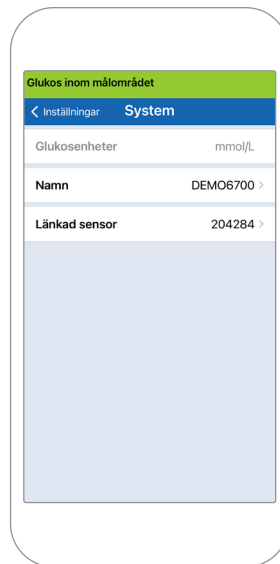 Glukos inom målområdet
Inställningar System
Glukosenheter mmol/L
Namn DEMO6700
Länkad sensor 204284